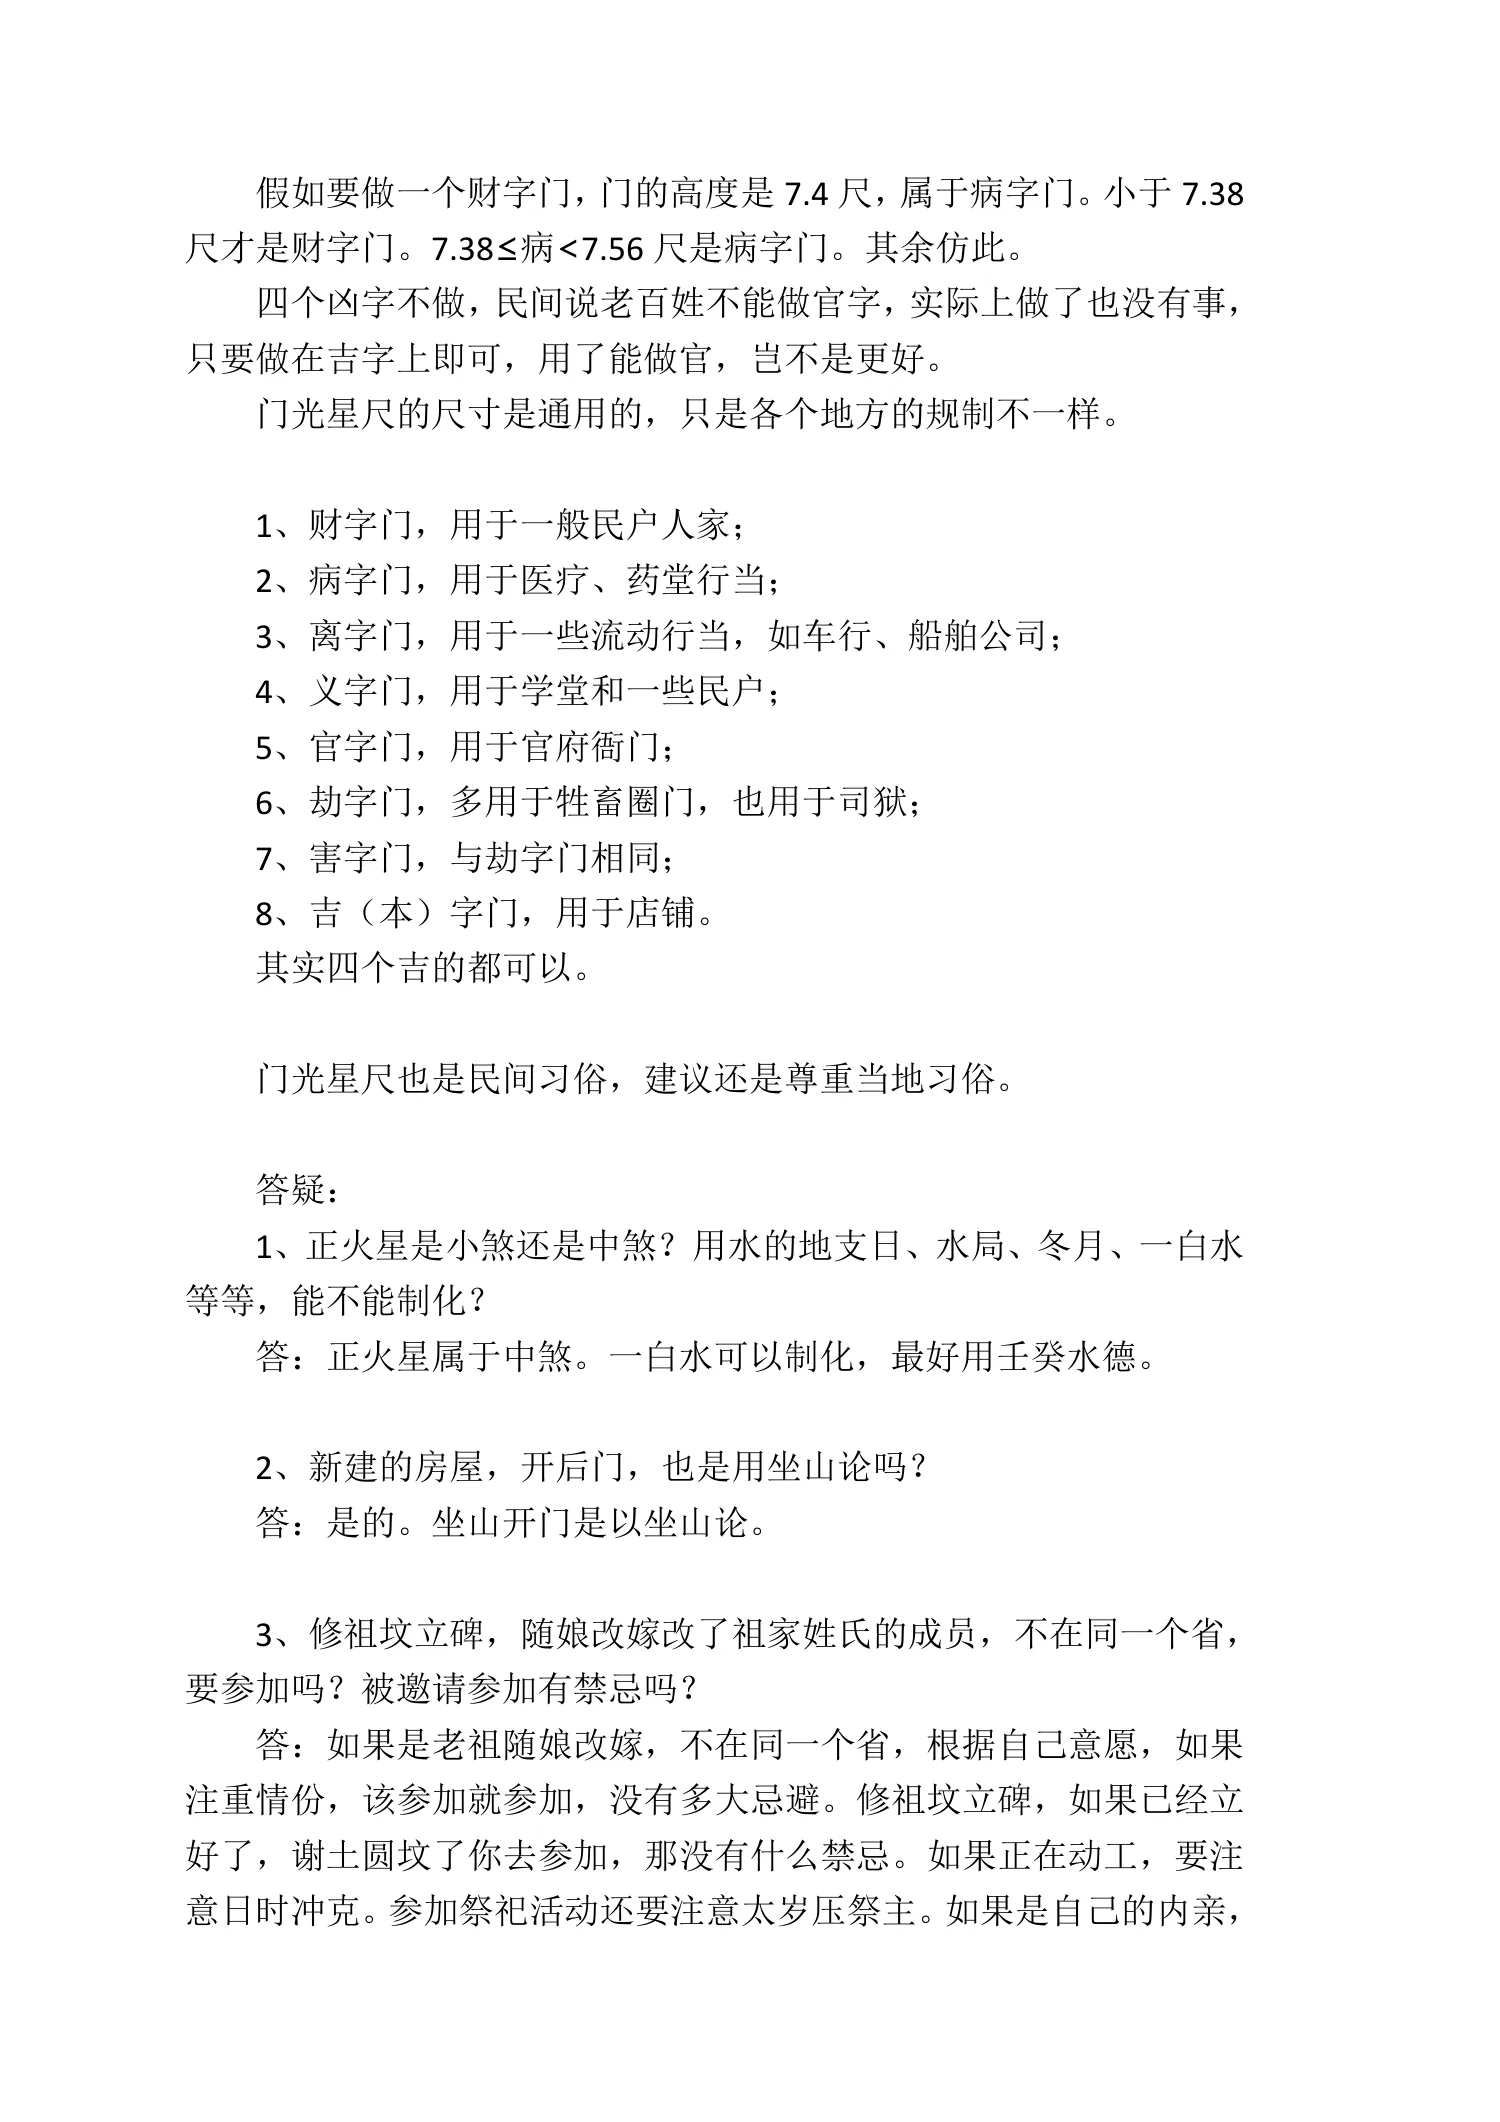 假如要做一个财字门，门的高度是 7.4 尺，属于病字门。小于 7.38
尺才是财字门。7.38≤病<7.56 尺是病字门。其余仿此。
四个凶字不做，民间说老百姓不能做官字，实际上做了也没有事，
只要做在吉字上即可，用了能做官，岂不是更好。
门光星尺的尺寸是通用的，只是各个地方的规制不一样。
1、财字门，用于一般民户人家；
2、病字门，用于医疗、药堂行当；
3、离字门，用于一些流动行当，如车行、船舶公司；
4、义字门，用于学堂和一些民户；
5、官字门，用于官府衙门；
6、劫字门，多用于牲畜圈门，也用于司狱；
7、害字门，与劫字门相同；
8、吉（本）字门，用于店铺。
其实四个吉的都可以。
门光星尺也是民间习俗，建议还是尊重当地习俗。
答疑：
1、正火星是小煞还是中煞？用水的地支日、水局、冬月、一白水
等等，能不能制化？
答：正火星属于中煞。一白水可以制化，最好用壬癸水德。
2、新建的房屋，开后门，也是用坐山论吗？
答：是的。坐山开门是以坐山论。
3、修祖坟立碑，随娘改嫁改了祖家姓氏的成员，不在同一个省，
要参加吗？被邀请参加有禁忌吗？
答：如果是老祖随娘改嫁，不在同一个省，根据自己意愿，如果
注重情份，该参加就参加，没有多大忌避。修祖坟立碑，如果已经立
好了，谢土圆坟了你去参加，那没有什么禁忌。如果正在动工，要注
意日时冲克。参加祭祀活动还要注意太岁压祭主。如果是自己的内亲，